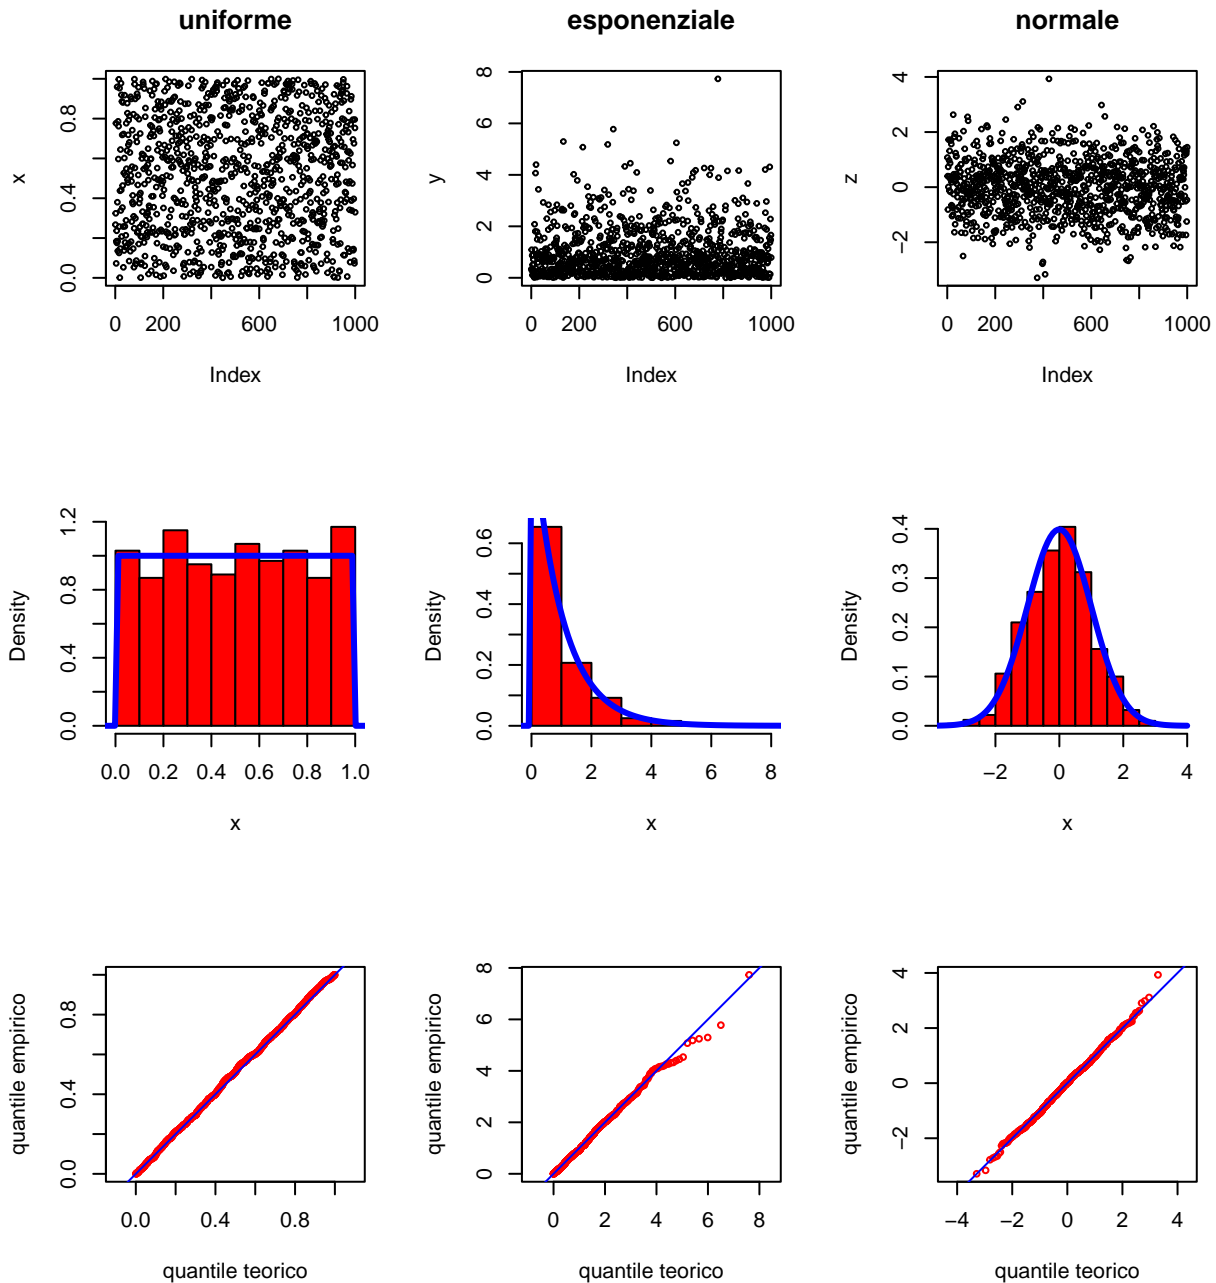 uniforme
esponenziale
normale
x
0.0 0.4 0.8
0 200 600 1000
Index
y
0 2 4 6 8
0 200 600 1000
Index
z
−2 0 2 4
0 200 600 1000
Index
Density
0.0 0.4 0.8 1.2
0.0 0.2 0.4 0.6 0.8 1.0
x
Density
0.0 0.2 0.4 0.6
0 2 4 6 8
x
Density
0.0 0.1 0.2 0.3 0.4
−2 0 2 4
x
quantile empirico
0.0 0.4 0.8
0.0 0.4 0.8
quantile teorico
quantile empirico
0 2 4 6 8
0 2 4 6 8
quantile teorico
quantile empirico
−2 0 2 4
−4 −2 0 2 4
quantile teorico